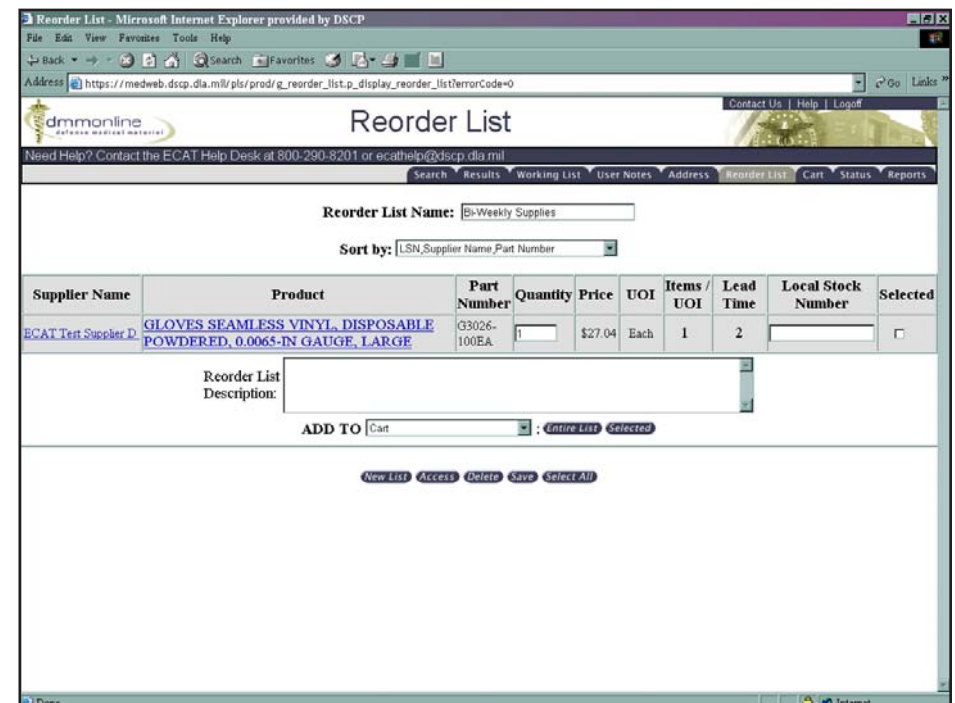 Reorder List - Microsoft Internet Explorer provided by DSCP
File Edit View Favorites Tools Help
Back Search Favorites
Address https://medweb.dscp.dla.mil/pls/prod/g_reorder_list.p_display_reorder_list?errorCode=0 Go Links »
Contact Us | Help | Logoff
dmmonline
defense medical material
Reorder List
Need Help? Contact the ECAT Help Desk at 800-290-8201 or ecathelp@dscp.dla.mil
Search Results Working List User Notes Address Reorder List Cart Status Reports
Reorder List Name: Bi-Weekly Supplies
Sort by: LSN,Supplier Name,Part Number
Supplier Name Product Part Number Quantity Price UOI Items / UOI Lead Time Local Stock Number Selected
ECAT Test Supplier D GLOVES SEAMLESS VINYL, DISPOSABLE G3026- 1 $27.04 Each 1 2
POWDERED, 0.0065-IN GAUGE, LARGE 100EA
Reorder List
Description:
ADD TO Cart : Entire List Selected
New List Access Delete Save Select All
Done Internet